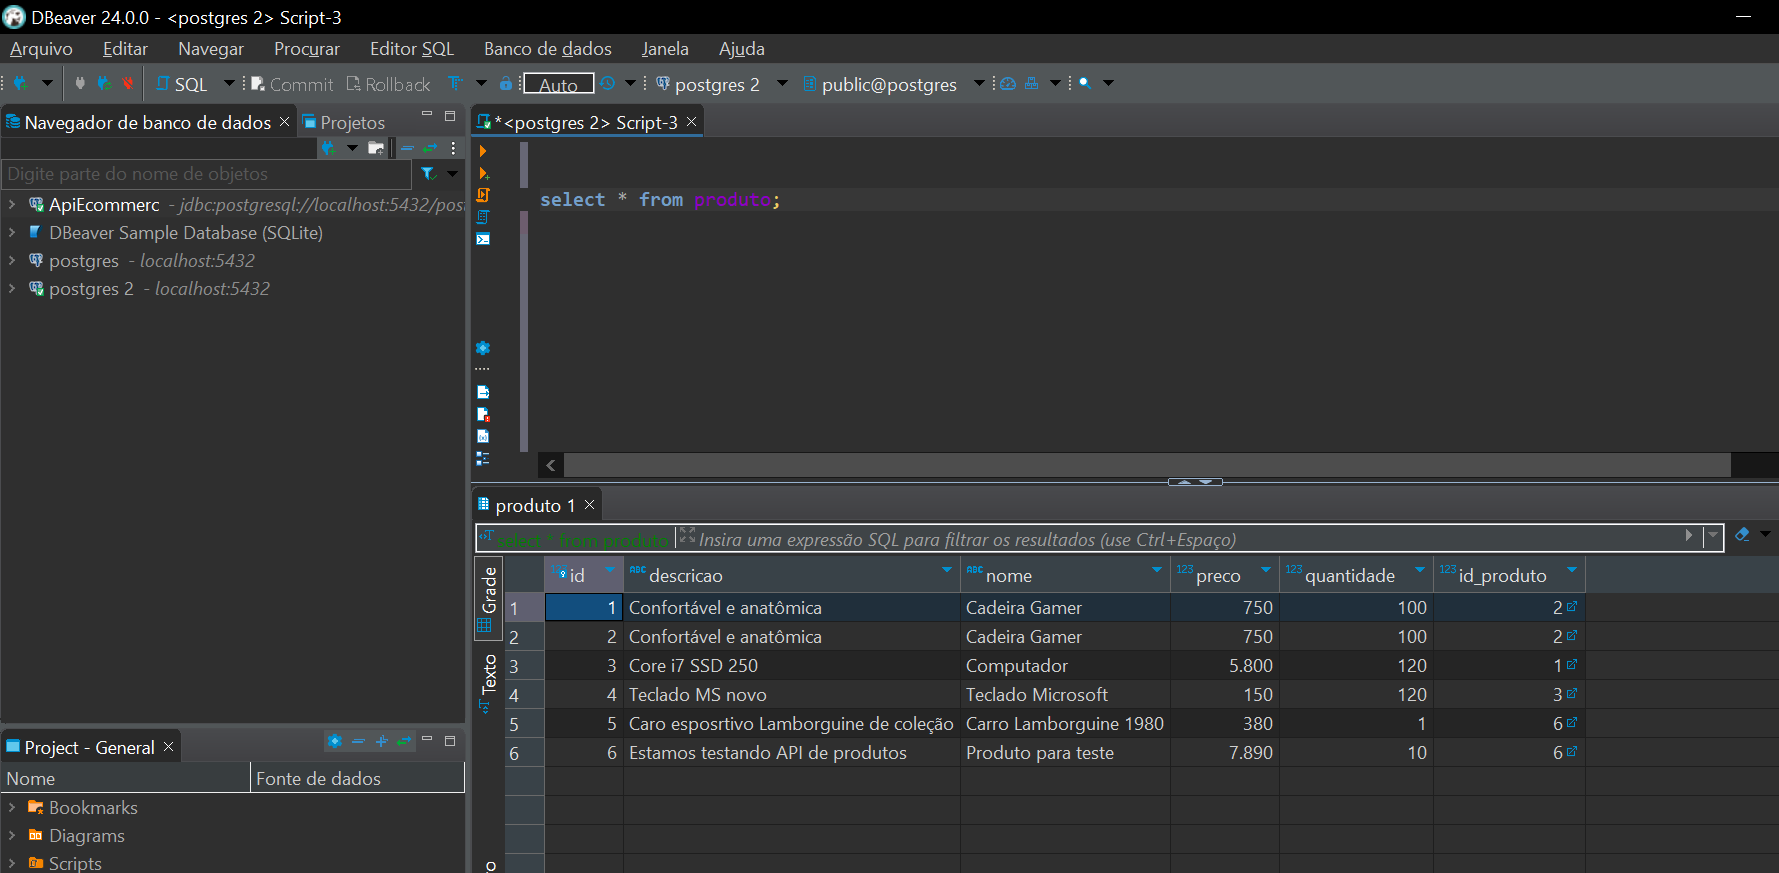 DBeaver 24.0.0 - <postgres 2> Script-3
Arquivo Editar Navegar Procurar Editor SQL Banco de dados Janela Ajuda
SQL Commit Rollback Auto postgres 2 public@postgres
Navegador de banco de dados Projetos
Digite parte do nome de objetos
ApiEcommerc - jdbc:postgresql://localhost:5432/pos
DBeaver Sample Database (SQLite)
postgres - localhost:5432
postgres 2 - localhost:5432
Project - General
Nome Fonte de dados
Bookmarks
Diagrams
Scripts
*<postgres 2> Script-3
select * from produto;
produto 1
select * from produto Insira uma expressão SQL para filtrar os resultados (use Ctrl+Espaço)
Grade
Texto
id ABC descricao ABC nome 123 preco 123 quantidade 123 id_produto
1 1 Confortável e anatômica Cadeira Gamer 750 100 2
2 2 Confortável e anatômica Cadeira Gamer 750 100 2
3 3 Core i7 SSD 250 Computador 5.800 120 1
4 4 Teclado MS novo Teclado Microsoft 150 120 3
5 5 Caro esposrtivo Lamborguine de coleção Carro Lamborguine 1980 380 1 6
6 6 Estamos testando API de produtos Produto para teste 7.890 10 6